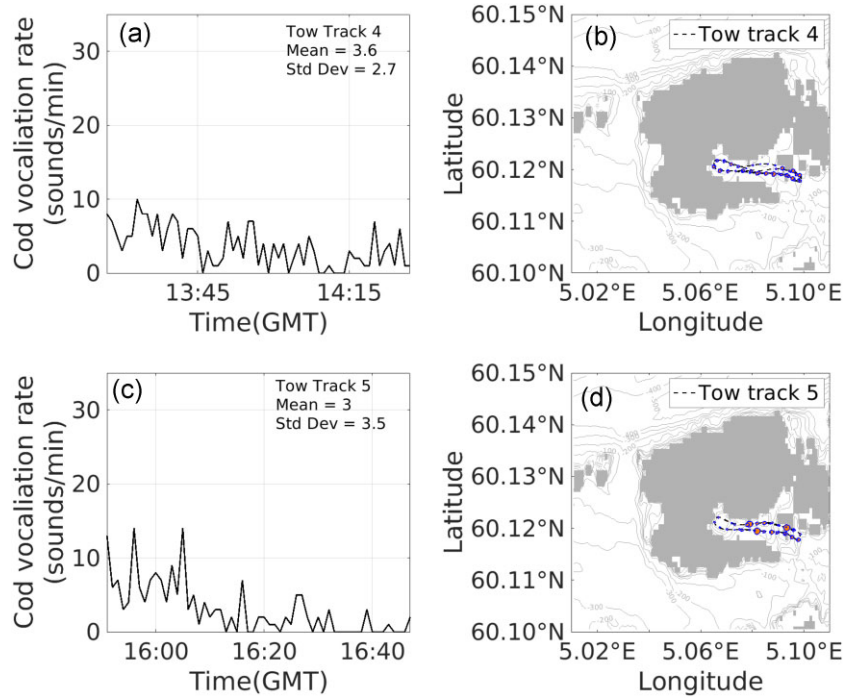 (a)
Tow Track 4
Mean = 3.6
Std Dev = 2.7
Cod vocaliation rate
(sounds/min)
30
20
10
0
13:45
14:15
Time(GMT)
(b)
Tow track 4
Latitude
60.15°N
60.14°N
60.13°N
60.12°N
60.11°N
60.10°N
5.02°E
5.06°E
5.10°E
Longitude
(c)
Tow Track 5
Mean = 3
Std Dev = 3.5
Cod vocaliation rate
(sounds/min)
30
20
10
0
16:00
16:20
16:40
Time(GMT)
(d)
Tow track 5
Latitude
60.15°N
60.14°N
60.13°N
60.12°N
60.11°N
60.10°N
5.02°E
5.06°E
5.10°E
Longitude